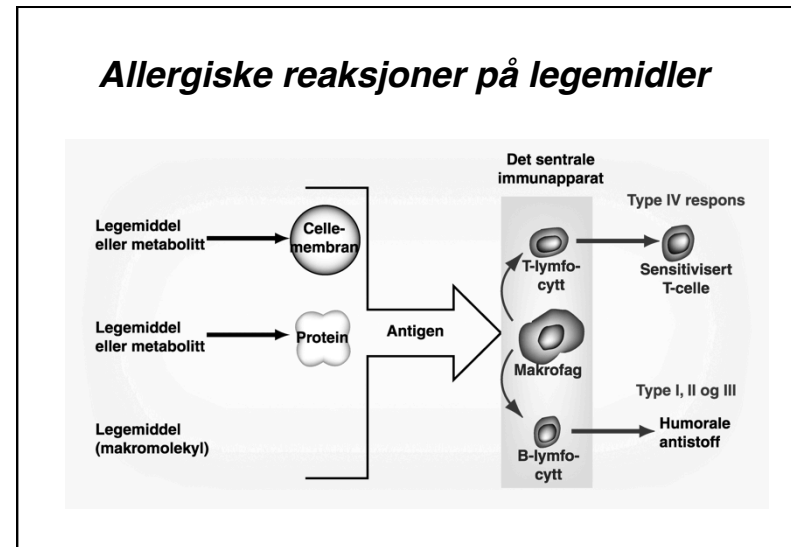 Allergiske reaksjoner på legemidler
Det sentrale
immunapparat
Type IV respons
Legemiddel
eller metabolitt
Celle-
membran
T-lymfo-
cytt
Sensitivisert
T-celle
Legemiddel
eller metabolitt
Protein
Antigen
Makrofag
Type I, II og III
Legemiddel
(makromolekyl)
B-lymfo-
cytt
Humorale
antistoff